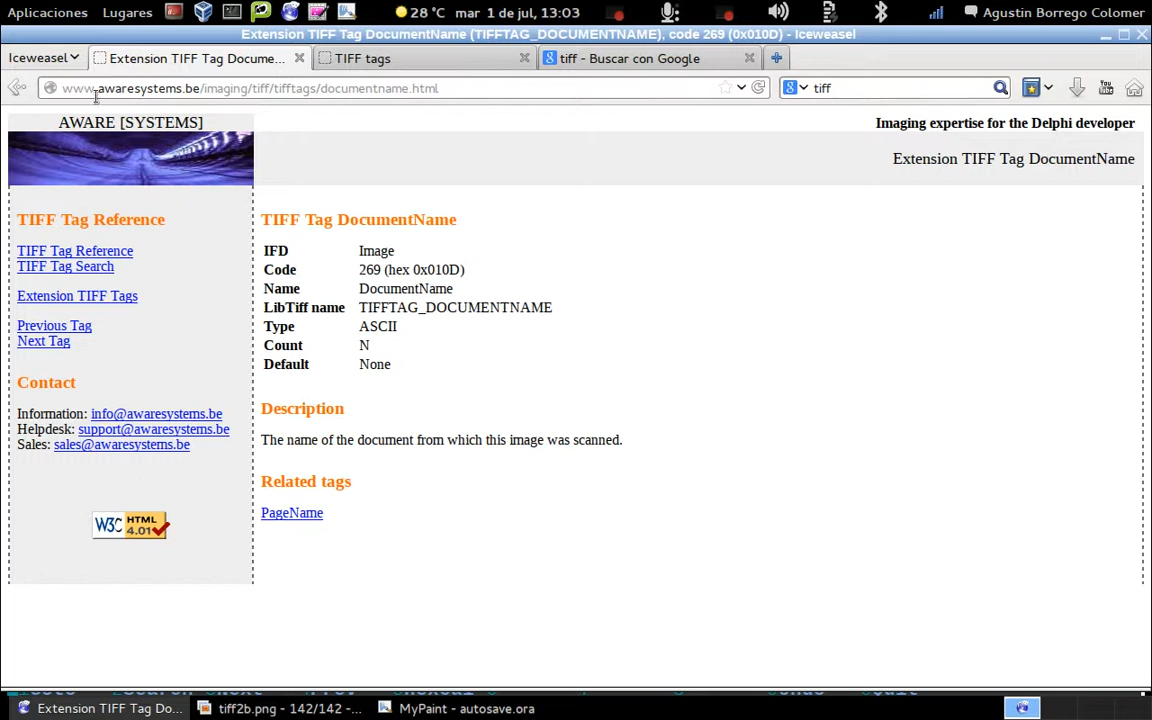 Aplicaciones Lugares 28 °C mar 1 de jul, 13:03 Agustin Borrego Colomer
Extension TIFF Tag DocumentName (TIFFTAG_DOCUMENTNAME), code 269 (0x010D) - Iceweasel
Iceweasel Extension TIFF Tag Docume... TIFF tags tiff - Buscar con Google
www.awaresystems.be/imaging/tiff/tifftags/documentname.html tiff
AWARE [SYSTEMS] Imaging expertise for the Delphi developer
Extension TIFF Tag DocumentName
TIFF Tag Reference
TIFF Tag Reference
TIFF Tag Search
Extension TIFF Tags
Previous Tag
Next Tag
Contact
Information: info@awaresystems.be
Helpdesk: support@awaresystems.be
Sales: sales@awaresystems.be
W3C HTML 4.01
TIFF Tag DocumentName
IFD Image
Code 269 (hex 0x010D)
Name DocumentName
LibTiff name TIFFTAG_DOCUMENTNAME
Type ASCII
Count N
Default None
Description
The name of the document from which this image was scanned.
Related tags
PageName
Extension TIFF Tag Do... tiff2b.png - 142/142 -... MyPaint - autosave.ora